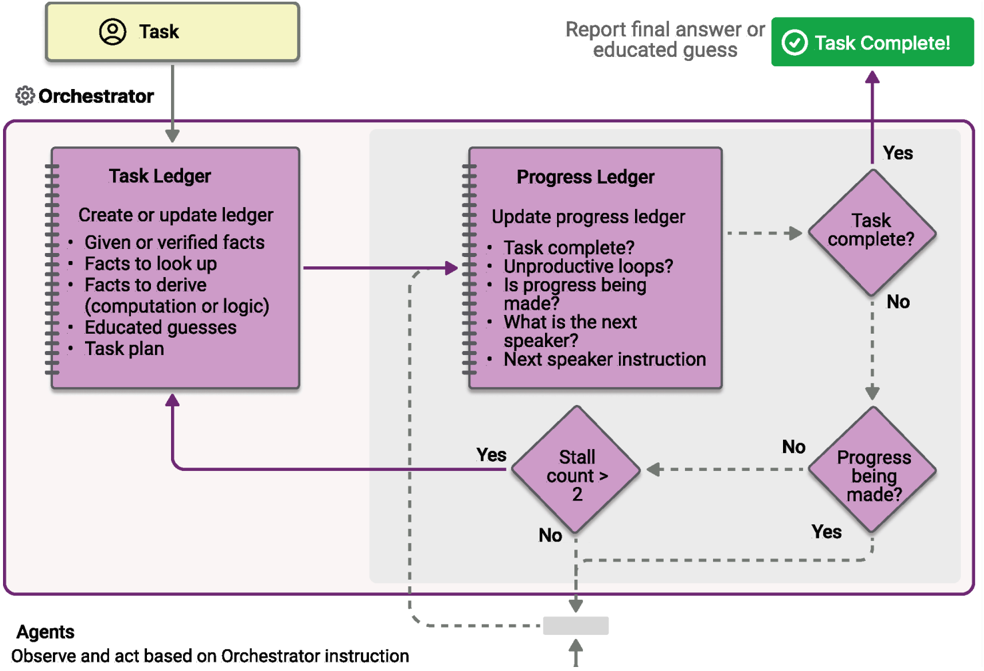 Task
Report final answer or
educated guess
Task Complete!
Orchestrator
Task Ledger
Create or update ledger
• Given or verified facts
• Facts to look up
• Facts to derive
(computation or logic)
• Educated guesses
• Task plan
Progress Ledger
Update progress ledger
• Task complete?
• Unproductive loops?
• Is progress being
made?
• What is the next
speaker?
• Next speaker instruction
Yes
Task
complete?
No
Progress
being
made?
No
Yes
Stall
count >
2
Yes
No
Agents
Observe and act based on Orchestrator instruction